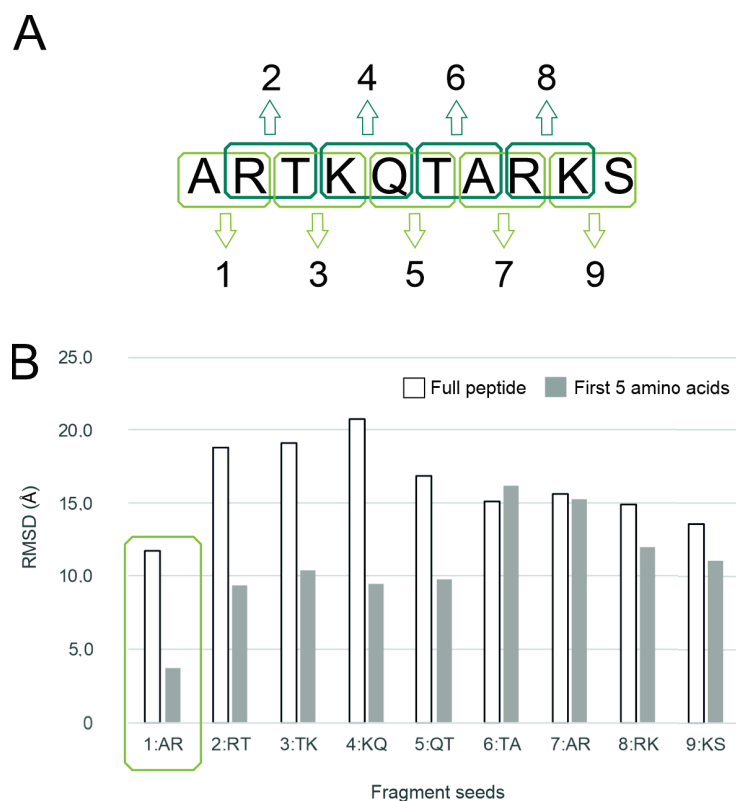 A
2 4 6 8
ARTKQTARKS
1 3 5 7 9
B
25.0
Full peptide First 5 amino acids
20.0
15.0
10.0
5.0
0
RMSD (Å)
1:AR 2:RT 3:TK 4:KQ 5:QT 6:TA 7:AR 8:RK 9:KS
Fragment seeds